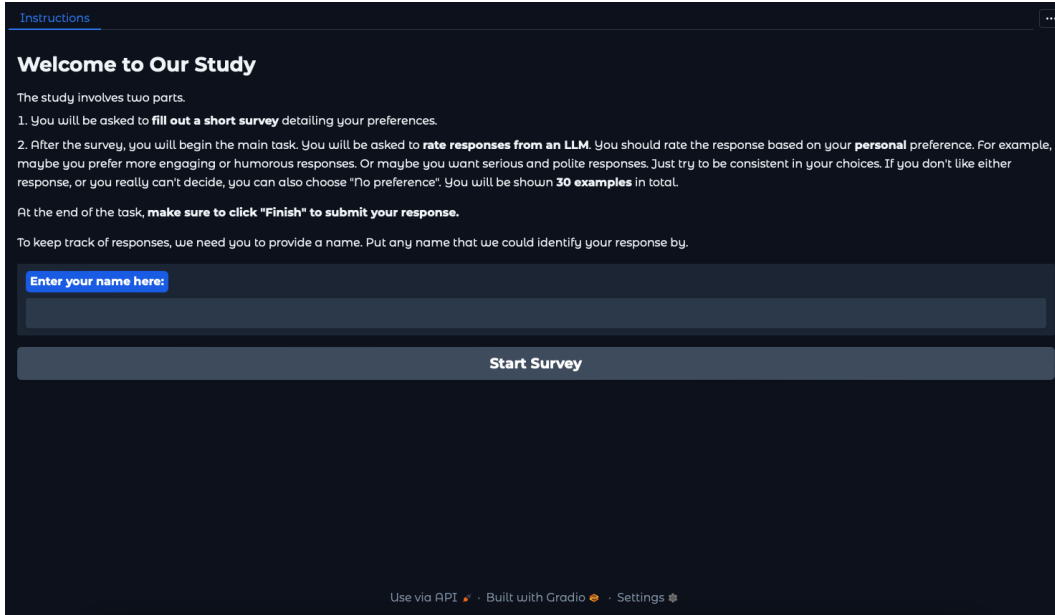 Instructions
Welcome to Our Study
The study involves two parts.
1. You will be asked to fill out a short survey detailing your preferences.
2. After the survey, you will begin the main task. You will be asked to rate responses from an LLM. You should rate the response based on your personal preference. For example,
maybe you prefer more engaging or humorous responses. Or maybe you want serious and polite responses. Just try to be consistent in your choices. If you don't like either
response, or you really can't decide, you can also choose "No preference". You will be shown 30 examples in total.
At the end of the task, make sure to click "Finish" to submit your response.
To keep track of responses, we need you to provide a name. Put any name that we could identify your response by.
Enter your name here:
Start Survey
Use via API · Built with Gradio · Settings